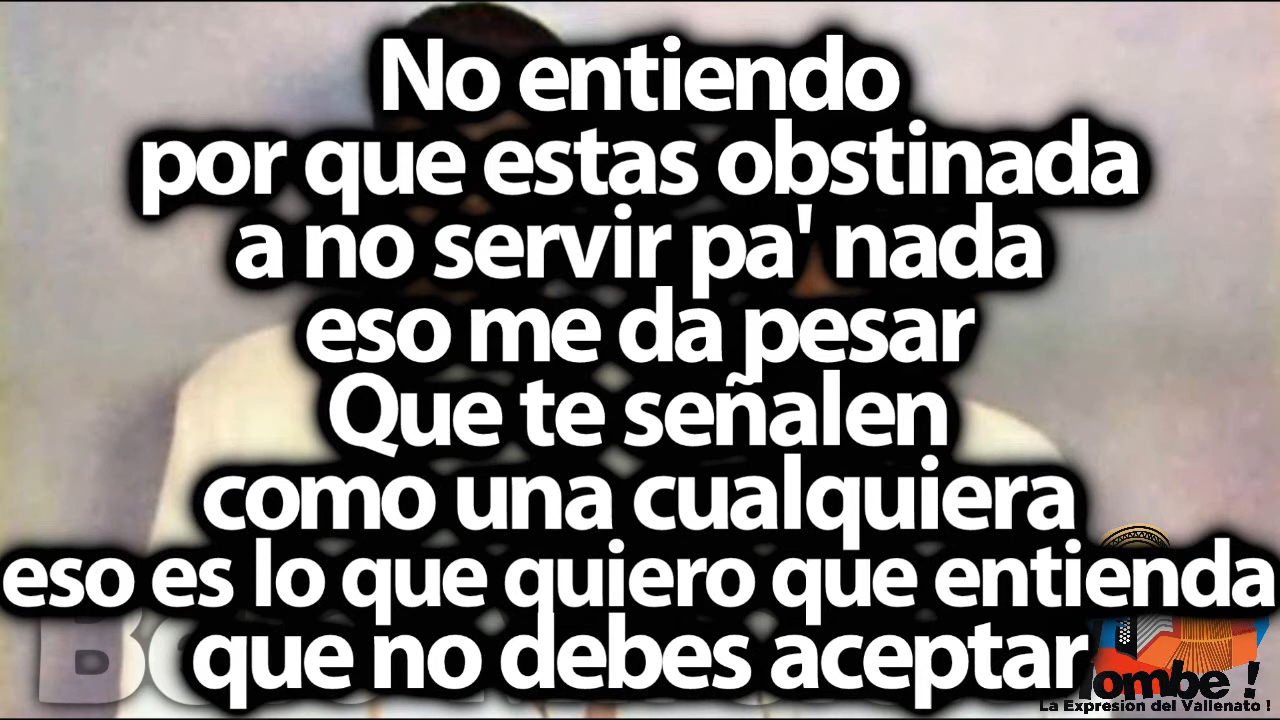 No entiendo
por que estas obstinada
a no servir pa' nada
eso me da pesar
Que te señalen
como una cualquiera
eso es lo que quiero que entienda
que no debes aceptar
ombe !
La Expresion del Vallenato !